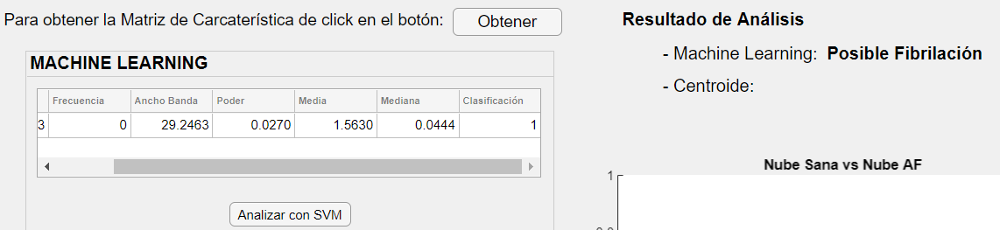 Para obtener la Matriz de Carcaterística de click en el botón: Obtener
MACHINE LEARNING
Frecuencia Ancho Banda Poder Media Mediana Clasificación
3 0 29.2463 0.0270 1.5630 0.0444 1
Analizar con SVM
Resultado de Análisis
- Machine Learning: Posible Fibrilación
- Centroide:
Nube Sana vs Nube AF
1